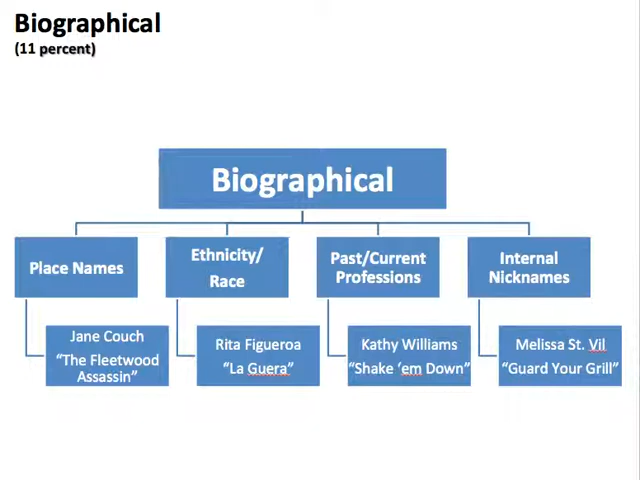 Biographical
(11 percent)
Biographical
Place Names
Ethnicity/
Race
Past/Current
Professions
Internal
Nicknames
Jane Couch
“The Fleetwood
Assassin”
Rita Figueroa
“La Guera”
Kathy Williams
“Shake ‘em Down”
Melissa St. Vil
“Guard Your Grill”